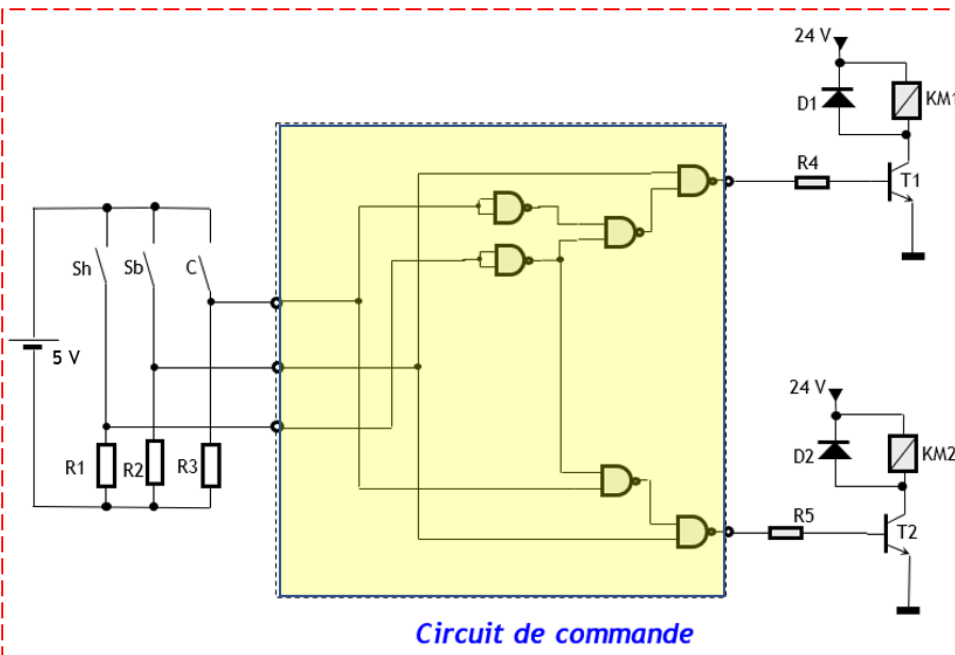 24 V
D1
KM1
R4
T1
Sh
Sb
C
5 V
R1
R2
R3
24 V
D2
KM2
R5
T2
Circuit de commande